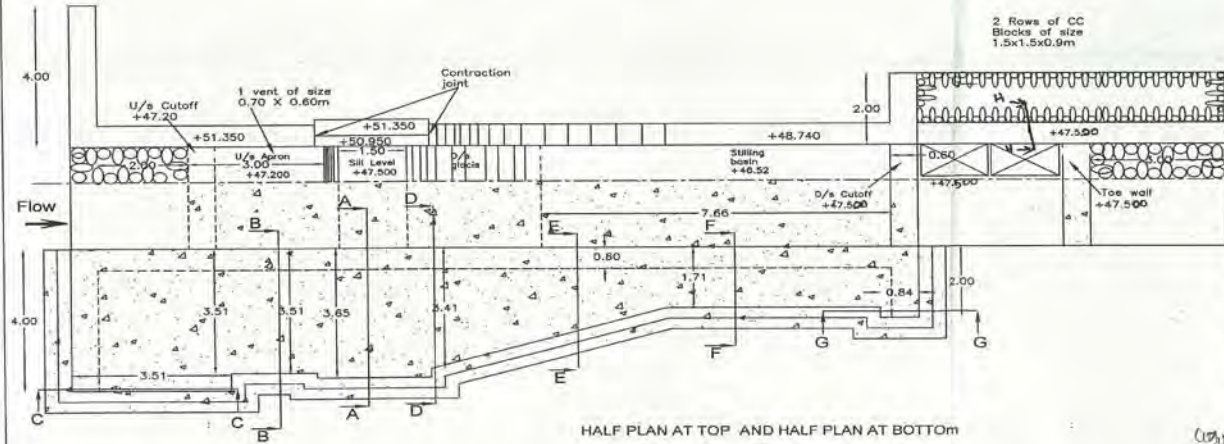 2 Rows of CC
Blocks of size
1.5x1.5x0.9m
4.00
U/s Cutoff
+47.20
1 vent of size
0.70 X 0.60m
Contraction
joint
2.00
H
+51.350
+51.350
+50.950
+48.740
+47.500
2.00
U/s Apron
3.00
+47.200
1.50
Sill Level
+47.500
D/s
glacis
Stilling
basin
+46.52
0.60
+47.500
3.00
D/s Cutoff
+47.500
Toe wall
+47.500
Flow
A
D
7.66
B
E
F
0.80
4.00
3.51
3.51
3.65
3.41
1.71
2.00
0.84
3.51
F
G
G
E
C
C
A
D
B
HALF PLAN AT TOP AND HALF PLAN AT BOTTOm